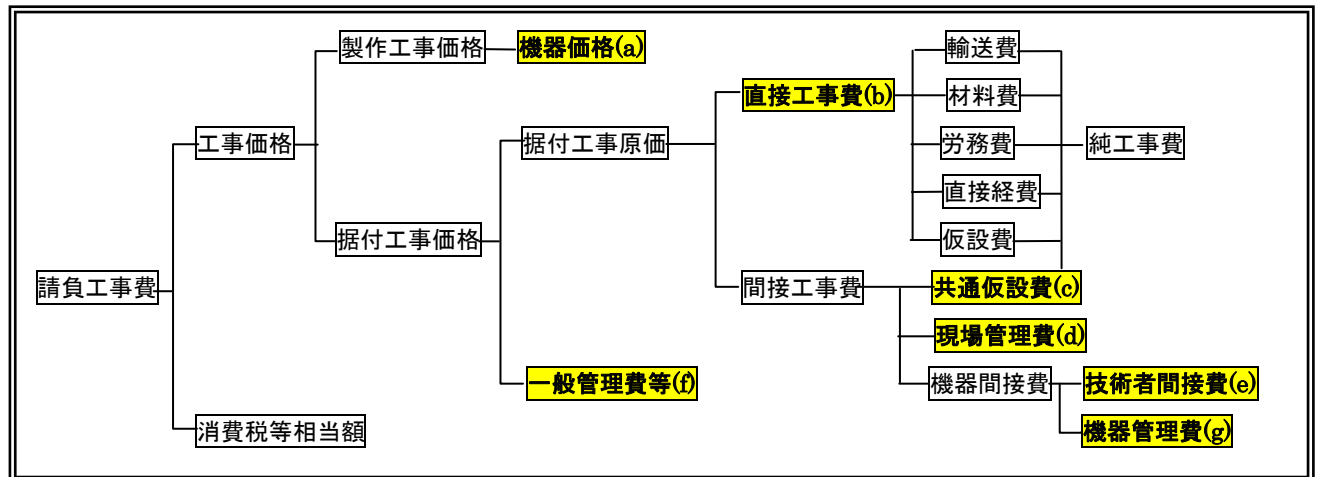 製作工事価格
機器価格(a)
輸送費
直接工事費(b)
材料費
工事価格
据付工事原価
労務費
純工事費
直接経費
据付工事価格
仮設費
請負工事費
間接工事費
共通仮設費(c)
現場管理費(d)
一般管理費等(f)
機器間接費
技術者間接費(e)
消費税等相当額
機器管理費(g)